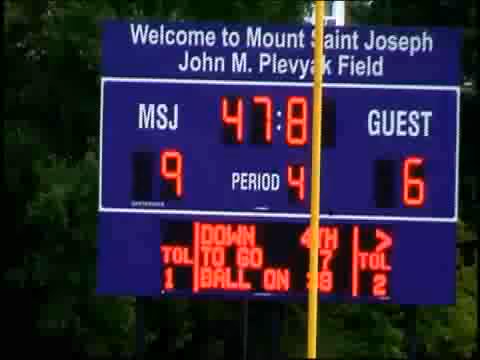 Welcome to Mount Saint Joseph
John M. Plevyak Field
MSJ 47:8 GUEST
9 PERIOD 4 6
DOWN 4TH >
TOL TO GO 7 TOL
1 BALL ON 2